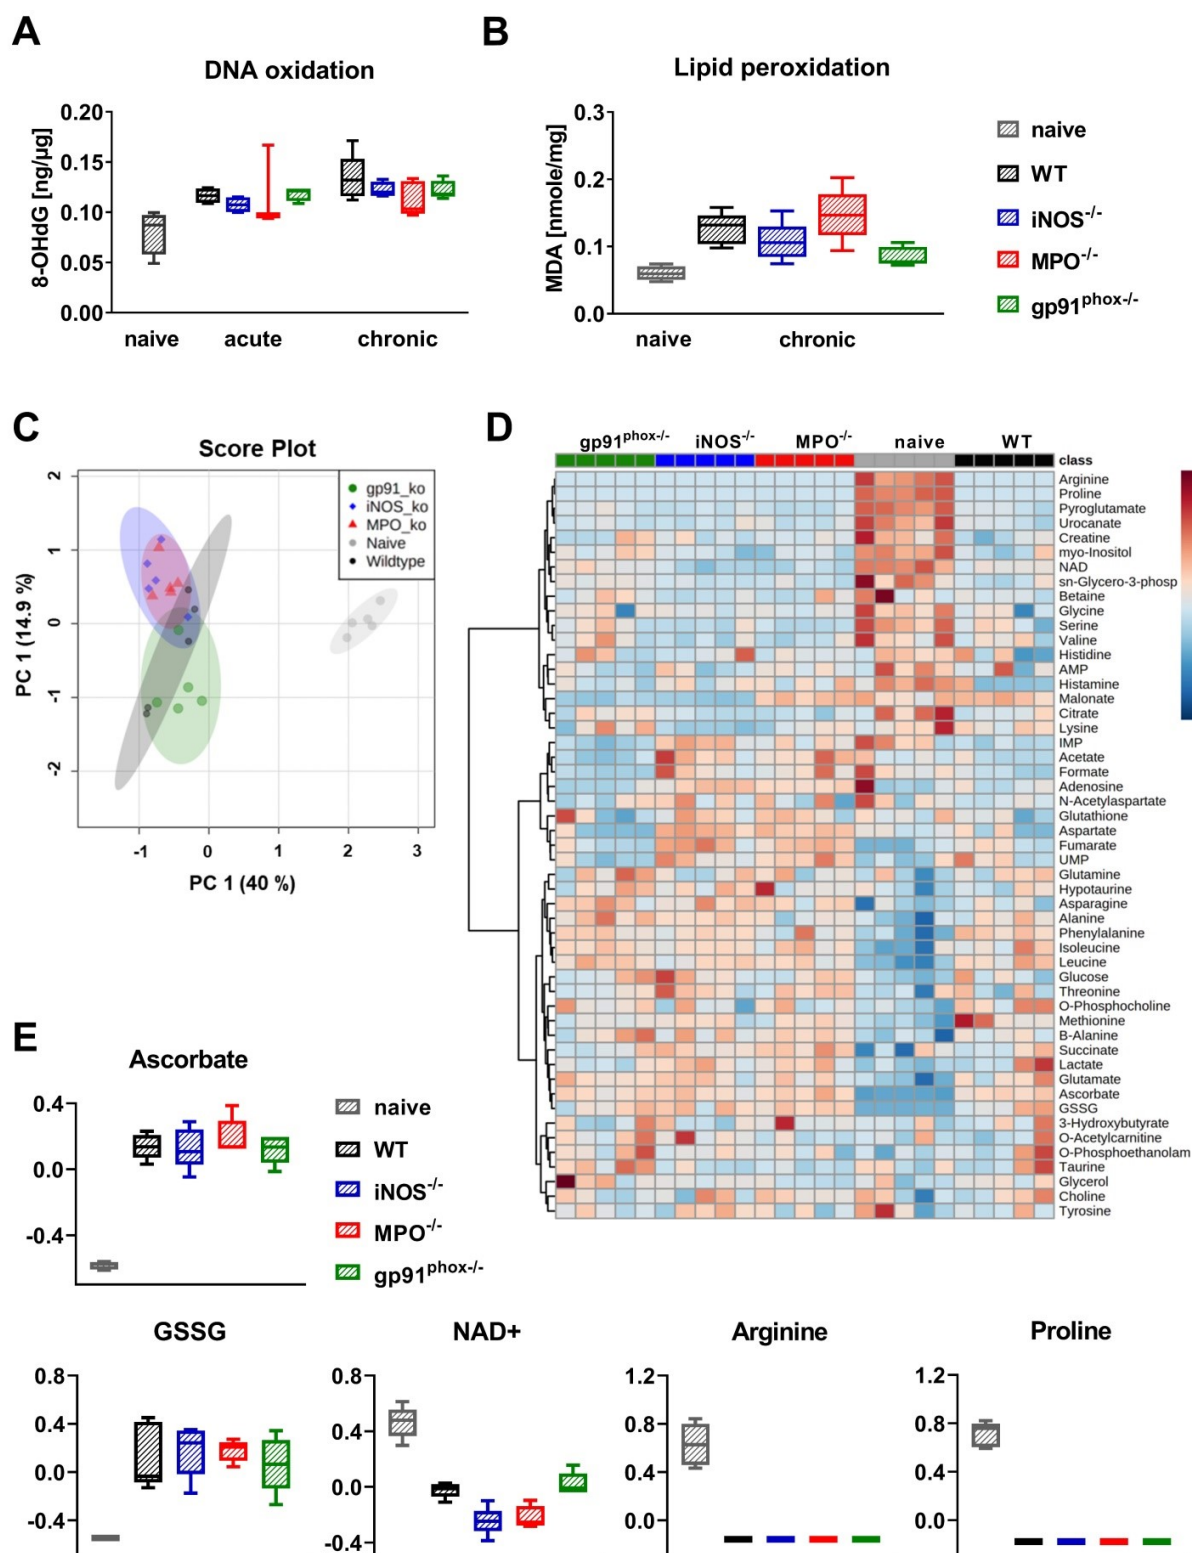 A
B
DNA oxidation
Lipid peroxidation
8-OHdG [ng/µg]
0.20
0.15
0.10
0.05
0.00
naive
acute
chronic
MDA [nmole/mg]
0.3
0.2
0.1
0.0
naive
chronic
naive
WT
iNOS-/-
MPO-/-
gp91phox-/-
C
D
Score Plot
gp91_ko
iNOS_ko
MPO_ko
Naive
Wildtype
PC 1 (14.9 %)
2
1
0
-1
-2
-1
0
1
2
3
PC 1 (40 %)
gp91phox-/-
iNOS-/-
MPO-/-
naive
WT
class
Arginine
Proline
Pyroglutamate
Urocanate
Creatine
myo-Inositol
NAD
sn-Glycero-3-phosp
Betaine
Glycine
Serine
Valine
Histidine
AMP
Histamine
Malonate
Citrate
Lysine
IMP
Acetate
Formate
Adenosine
N-Acetylaspartate
Glutathione
Aspartate
Fumarate
UMP
Glutamine
Hypotaurine
Asparagine
Alanine
Phenylalanine
Isoleucine
Leucine
Glucose
Threonine
O-Phosphocholine
Methionine
B-Alanine
Succinate
Lactate
Glutamate
Ascorbate
GSSG
3-Hydroxybutyrate
O-Acetylcarnitine
O-Phosphoethanolam
Taurine
Glycerol
Choline
Tyrosine
E
Ascorbate
0.4
0.0
-0.4
naive
WT
iNOS-/-
MPO-/-
gp91phox-/-
GSSG
0.8
0.4
0.0
-0.4
NAD+
0.8
0.4
0.0
-0.4
Arginine
1.2
0.8
0.4
0.0
Proline
1.2
0.8
0.4
0.0